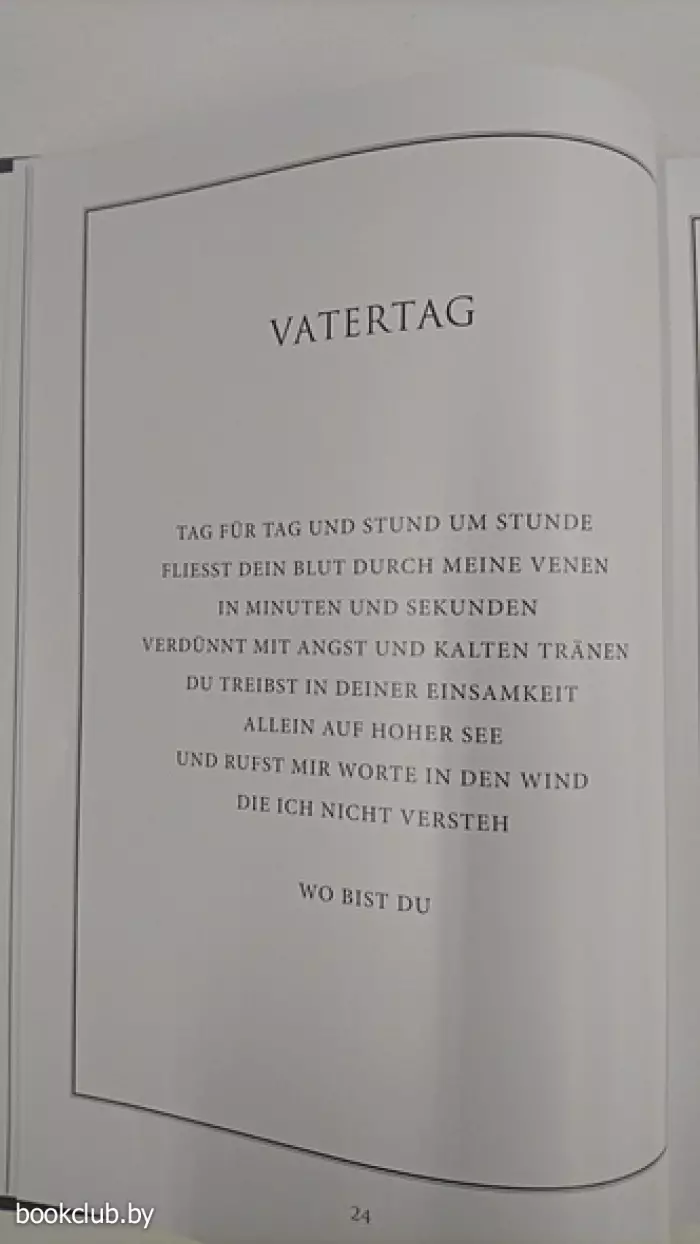 VATERTAG
TAG FÜR TAG UND STUND UM STUNDE
FLIESST DEIN BLUT DURCH MEINE VENEN
IN MINUTEN UND SEKUNDEN
VERDÜNNT MIT ANGST UND KALTEN TRÄNEN
DU TREIBST IN DEINER EINSAMKEIT
ALLEIN AUF HOHER SEE
UND RUFST MIR WORTE IN DEN WIND
DIE ICH NICHT VERSTEH
WO BIST DU
24
bookclub.by